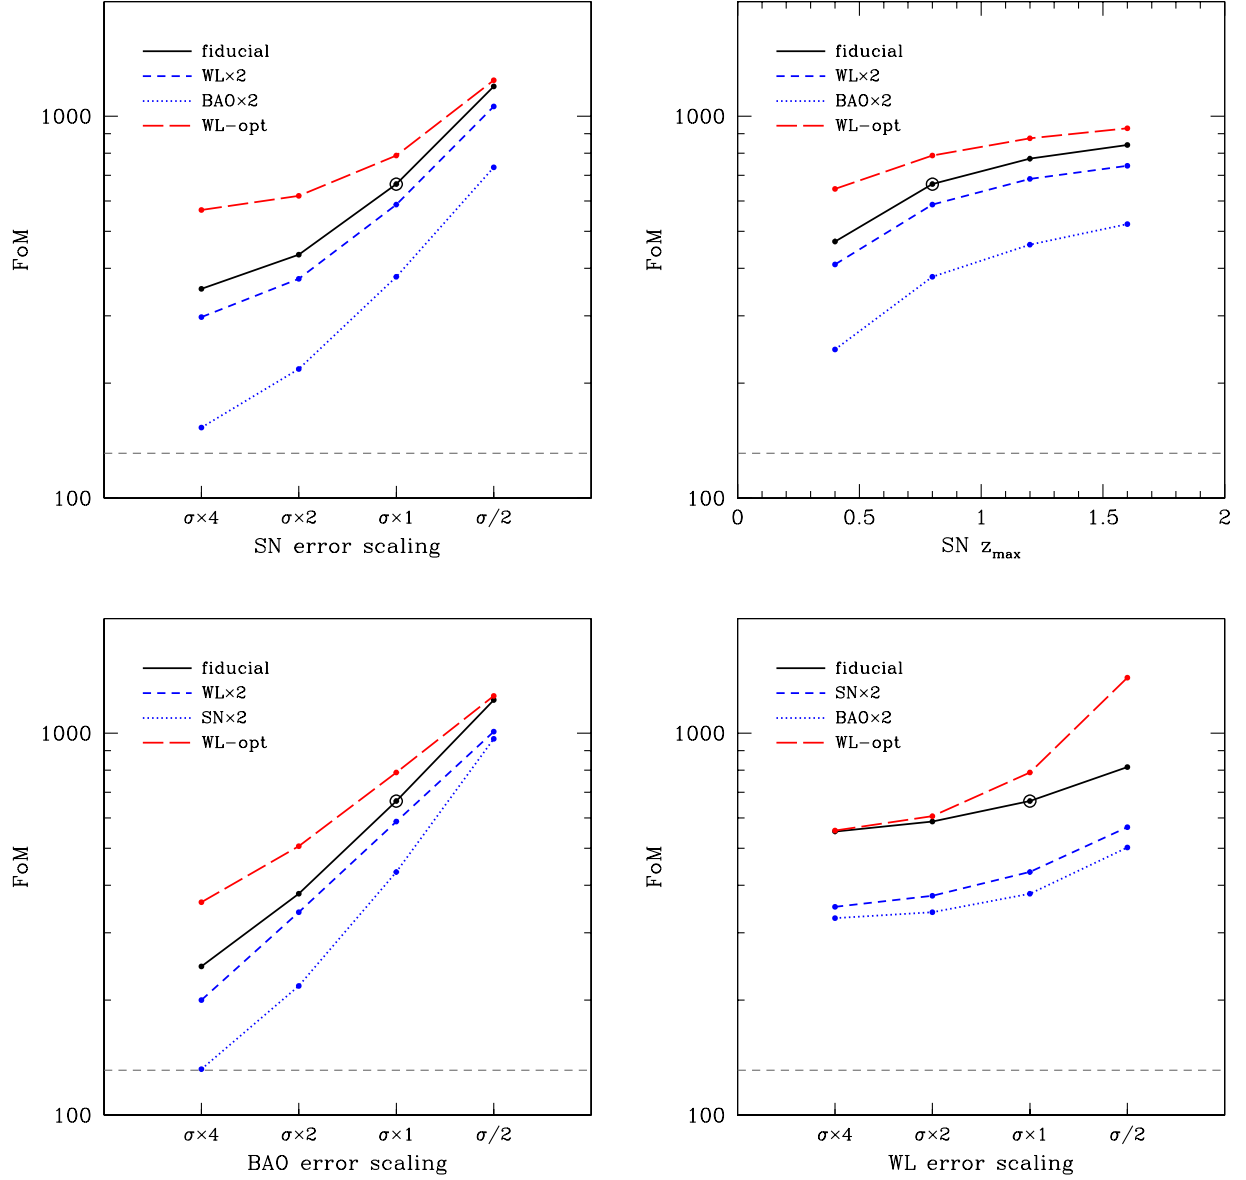 fiducial
WL×2
BAO×2
WL-opt
1000
100
FoM
σ×4 σ×2 σ×1 σ/2
SN error scaling
fiducial
WL×2
BAO×2
WL-opt
1000
100
FoM
0 0.5 1 1.5 2
SN z_max
fiducial
WL×2
SN×2
WL-opt
1000
100
FoM
σ×4 σ×2 σ×1 σ/2
BAO error scaling
fiducial
SN×2
BAO×2
WL-opt
1000
100
FoM
σ×4 σ×2 σ×1 σ/2
WL error scaling